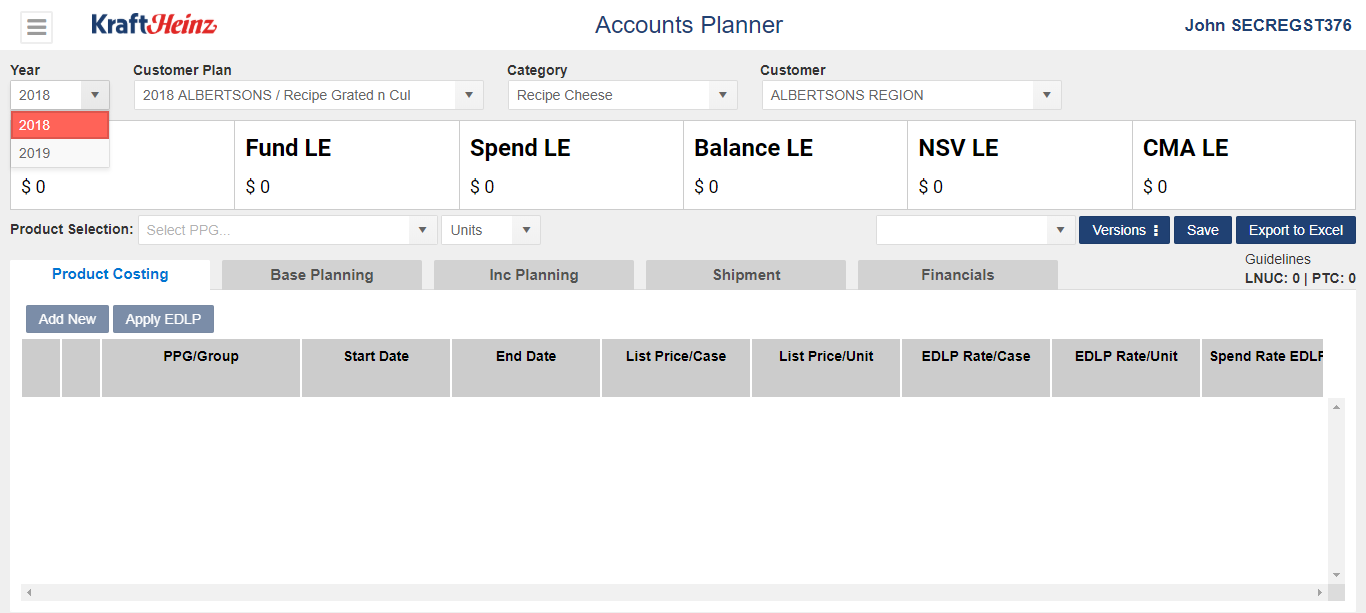 KraftHeinz
Accounts Planner
John SECREGST376
Year
Customer Plan
Category
Customer
2018
2018 ALBERTSONS / Recipe Grated n Cul
Recipe Cheese
ALBERTSONS REGION
2018
2019
Fund LE
Spend LE
Balance LE
NSV LE
CMA LE
$ 0
$ 0
$ 0
$ 0
$ 0
$ 0
Product Selection:
Select PPG...
Units
Versions
Save
Export to Excel
Guidelines
LNUC: 0 | PTC: 0
Product Costing
Base Planning
Inc Planning
Shipment
Financials
Add New
Apply EDLP
PPG/Group
Start Date
End Date
List Price/Case
List Price/Unit
EDLP Rate/Case
EDLP Rate/Unit
Spend Rate EDLP